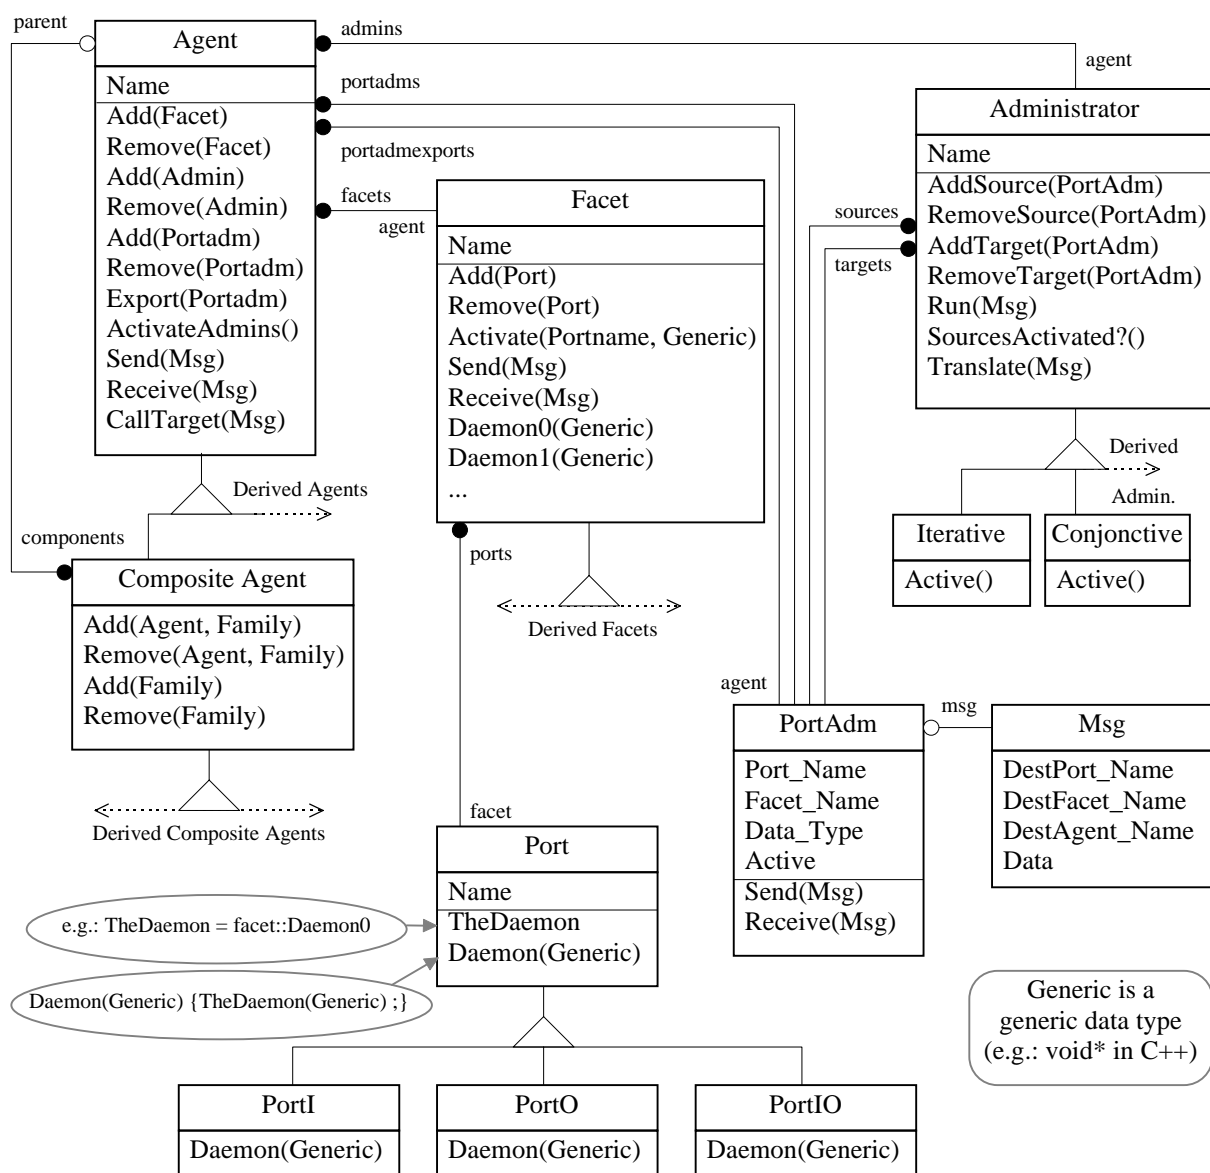 parent
Agent
admins
agent
Name
portadms
Administrator
Add(Facet)
Remove(Facet)
Add(Admin)
Remove(Admin)
Add(Portadm)
Remove(Portadm)
Export(Portadm)
ActivateAdmins()
Send(Msg)
Receive(Msg)
CallTarget(Msg)
portadmexports
facets
agent
Facet
Name
Add(Port)
Remove(Port)
Activate(Portname, Generic)
Send(Msg)
Receive(Msg)
Daemon0(Generic)
Daemon1(Generic)
...
Name
AddSource(PortAdm)
RemoveSource(PortAdm)
AddTarget(PortAdm)
RemoveTarget(PortAdm)
Run(Msg)
SourcesActivated?()
Translate(Msg)
sources
targets
Derived
Admin.
Derived Agents
Iterative
Active()
Conjonctive
Active()
components
ports
Composite Agent
Add(Agent, Family)
Remove(Agent, Family)
Add(Family)
Remove(Family)
Derived Facets
agent
PortAdm
Port_Name
Facet_Name
Data_Type
Active
Send(Msg)
Receive(Msg)
msg
Msg
DestPort_Name
DestFacet_Name
DestAgent_Name
Data
Derived Composite Agents
facet
Port
Name
TheDaemon
Daemon(Generic)
e.g.: TheDaemon = facet::Daemon0
Daemon(Generic) {TheDaemon(Generic) ;}
Generic is a
generic data type
(e.g.: void* in C++)
PortI
Daemon(Generic)
PortO
Daemon(Generic)
PortIO
Daemon(Generic)